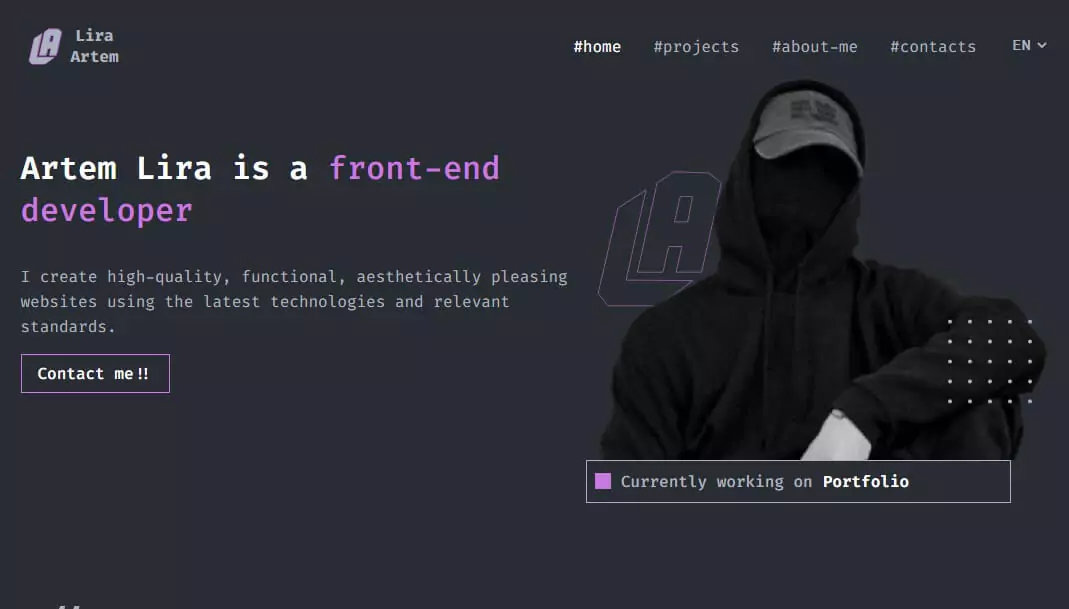 Lira
Artem
#home
#projects
#about-me
#contacts
EN
Artem Lira is a front-end
developer
I create high-quality, functional, aesthetically pleasing
websites using the latest technologies and relevant
standards.
Contact me!!
LA
Currently working on Portfolio